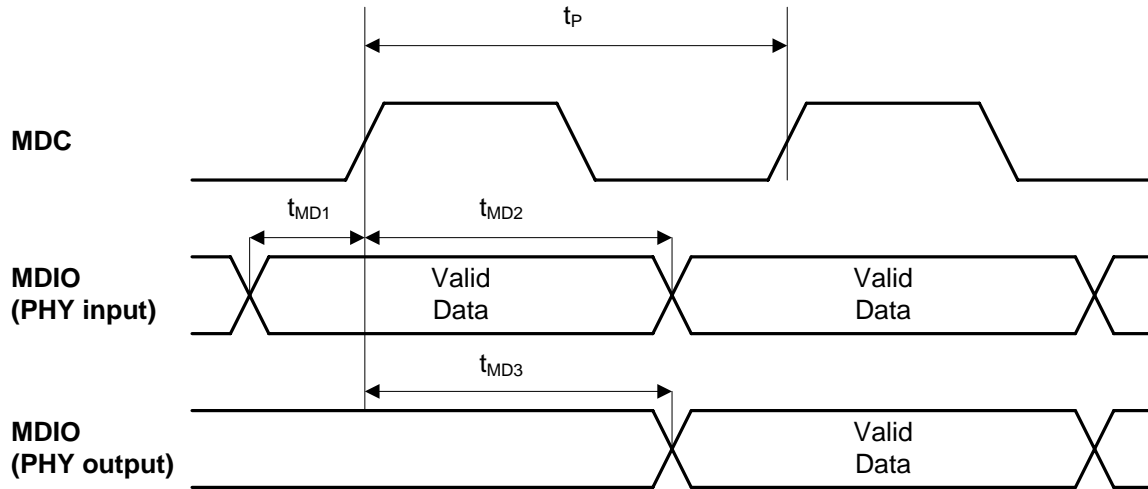 tP
MDC
tMD1
tMD2
MDIO
(PHY input)
Valid
Data
Valid
Data
tMD3
MDIO
(PHY output)
Valid
Data